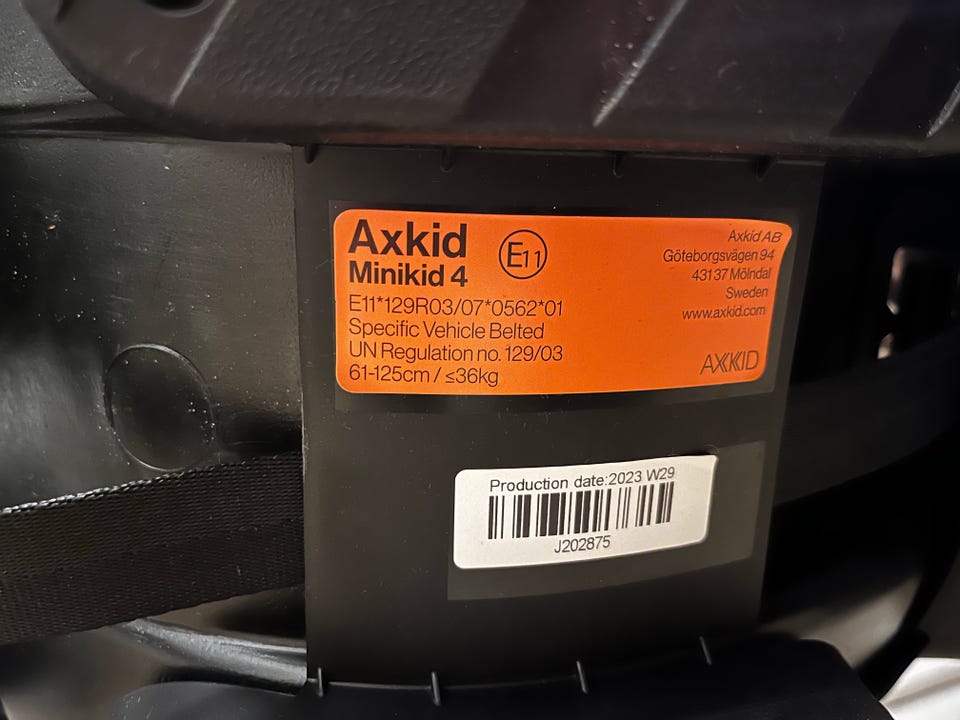 Axkid
Minikid 4
E11
E11*129R03/07*0562*01
Specific Vehicle Belted
UN Regulation no. 129/03
61-125cm / ≤36kg
Axkid AB
Göteborgsvägen 94
43137 Mölndal
Sweden
www.axkid.com
AXKID
Production date:2023 W29
J202875